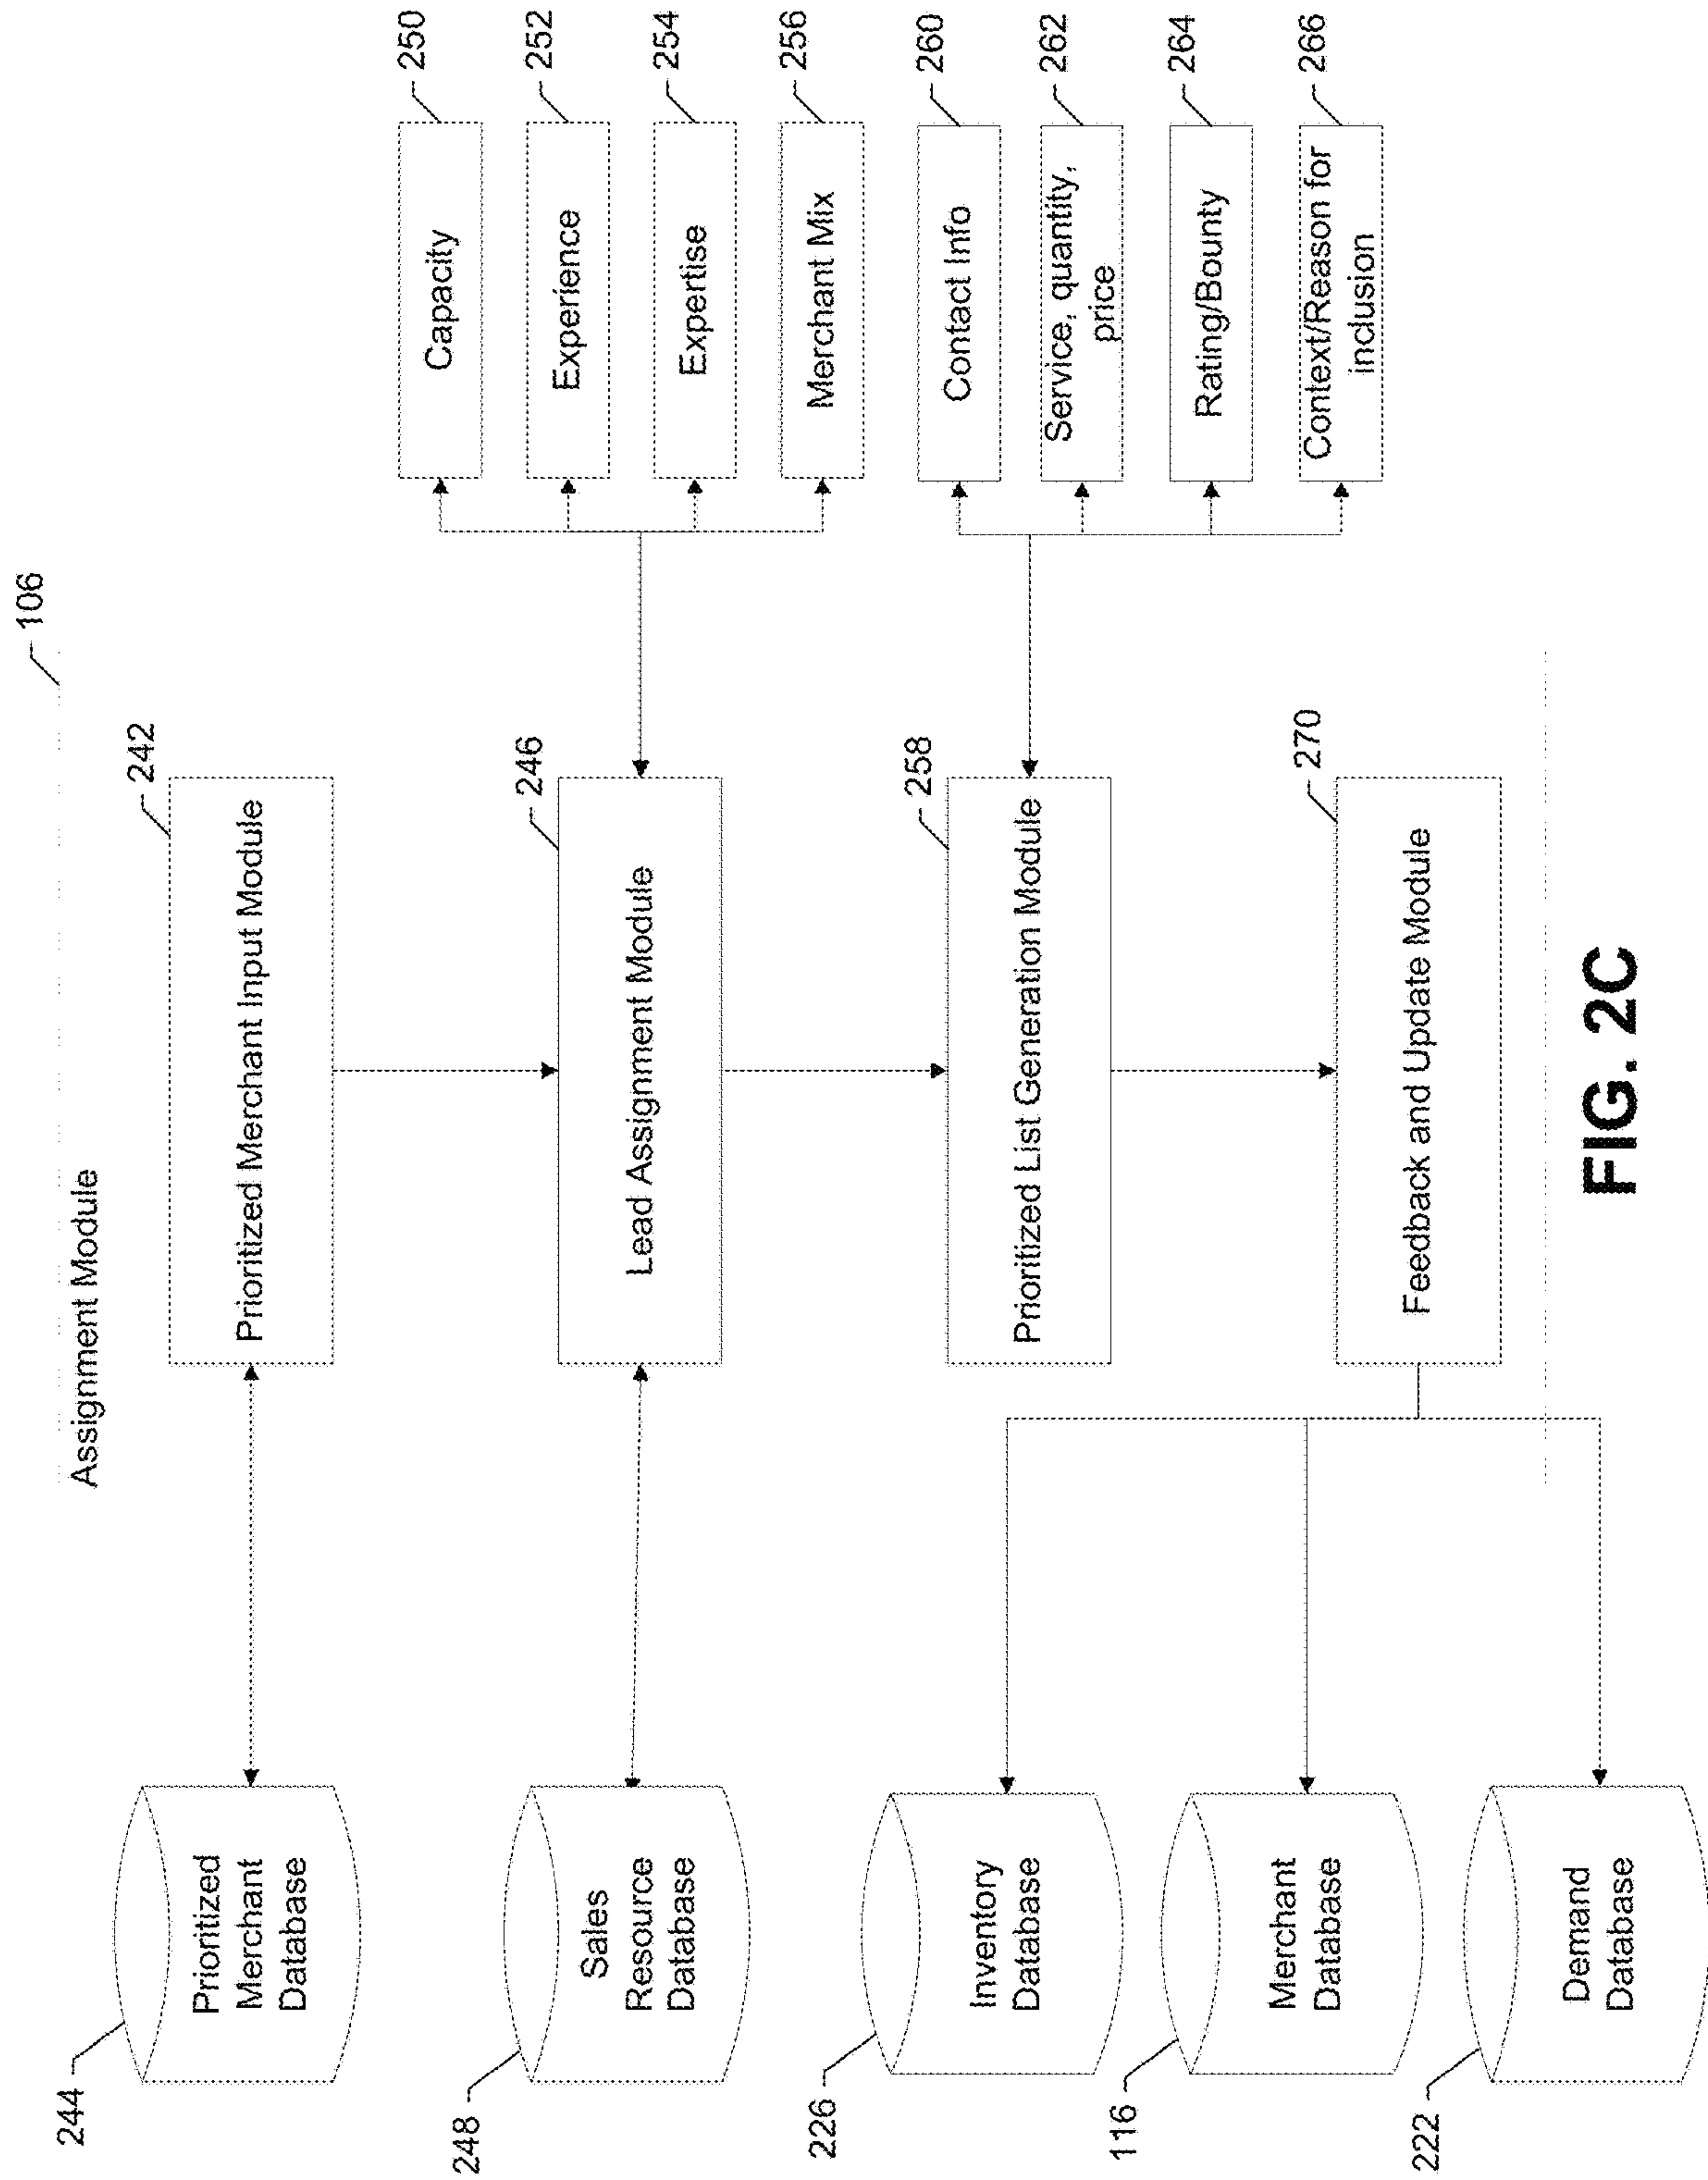 106
Assignment Module
244
Prioritized
Merchant
Database
242
Prioritized Merchant Input Module
250
Capacity
252
Experience
254
Expertise
256
Merchant Mix
248
Sales
Resource
Database
246
Lead Assignment Module
260
Contact Info
262
Service, quantity,
price
264
Rating/Bounty
266
Context/Reason for
inclusion
226
Inventory
Database
258
Prioritized List Generation Module
116
Merchant
Database
270
Feedback and Update Module
222
Demand
Database
FIG. 2C